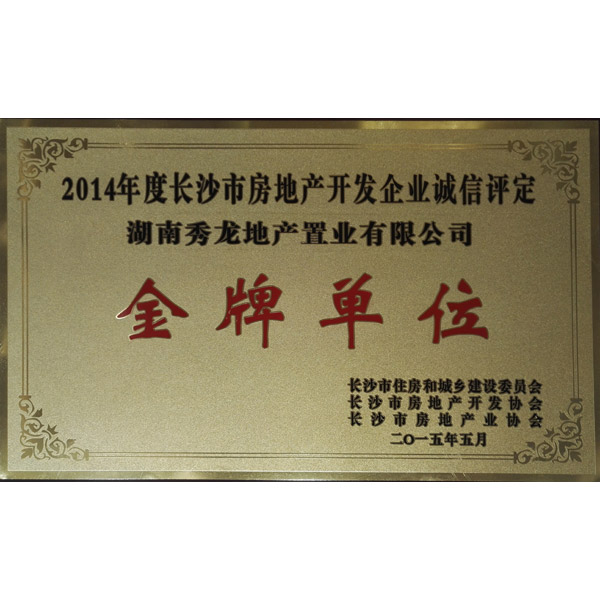 2014年度长沙市房地产开发企业诚信评定
湖南秀龙地产置业有限公司
金牌单位
长沙市住房和城乡建设委员会
长沙市房地产开发协会
长沙市房地产业协会
二〇一五年五月